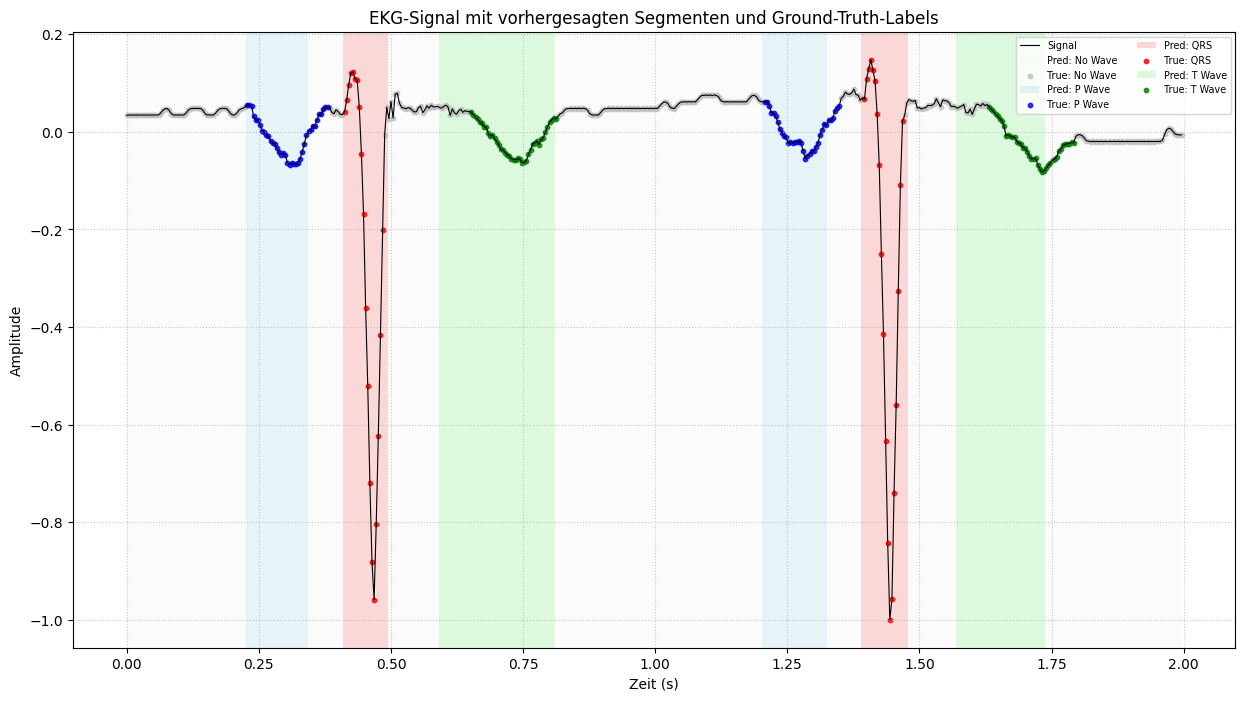 EKG-Signal mit vorhergesagten Segmenten und Ground-Truth-Labels
Signal
Pred: No Wave
True: No Wave
Pred: P Wave
True: P Wave
Pred: QRS
True: QRS
Pred: T Wave
True: T Wave
Amplitude
0.2
0.0
−0.2
−0.4
−0.6
−0.8
−1.0
0.00 0.25 0.50 0.75 1.00 1.25 1.50 1.75 2.00
Zeit (s)